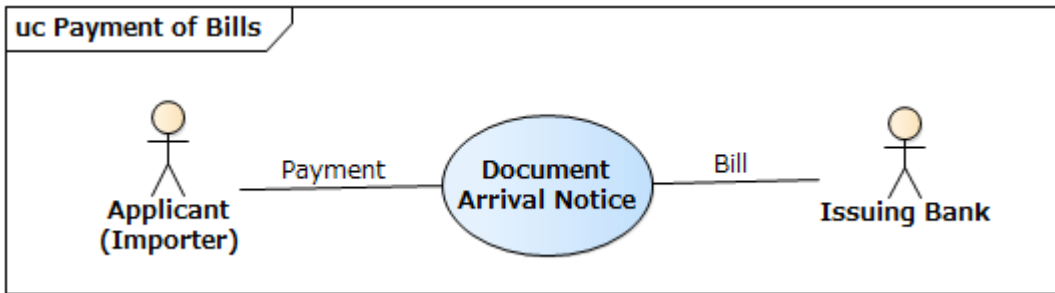 uc Payment of Bills
Payment
Document
Arrival Notice
Bill
Applicant
(Importer)
Issuing Bank